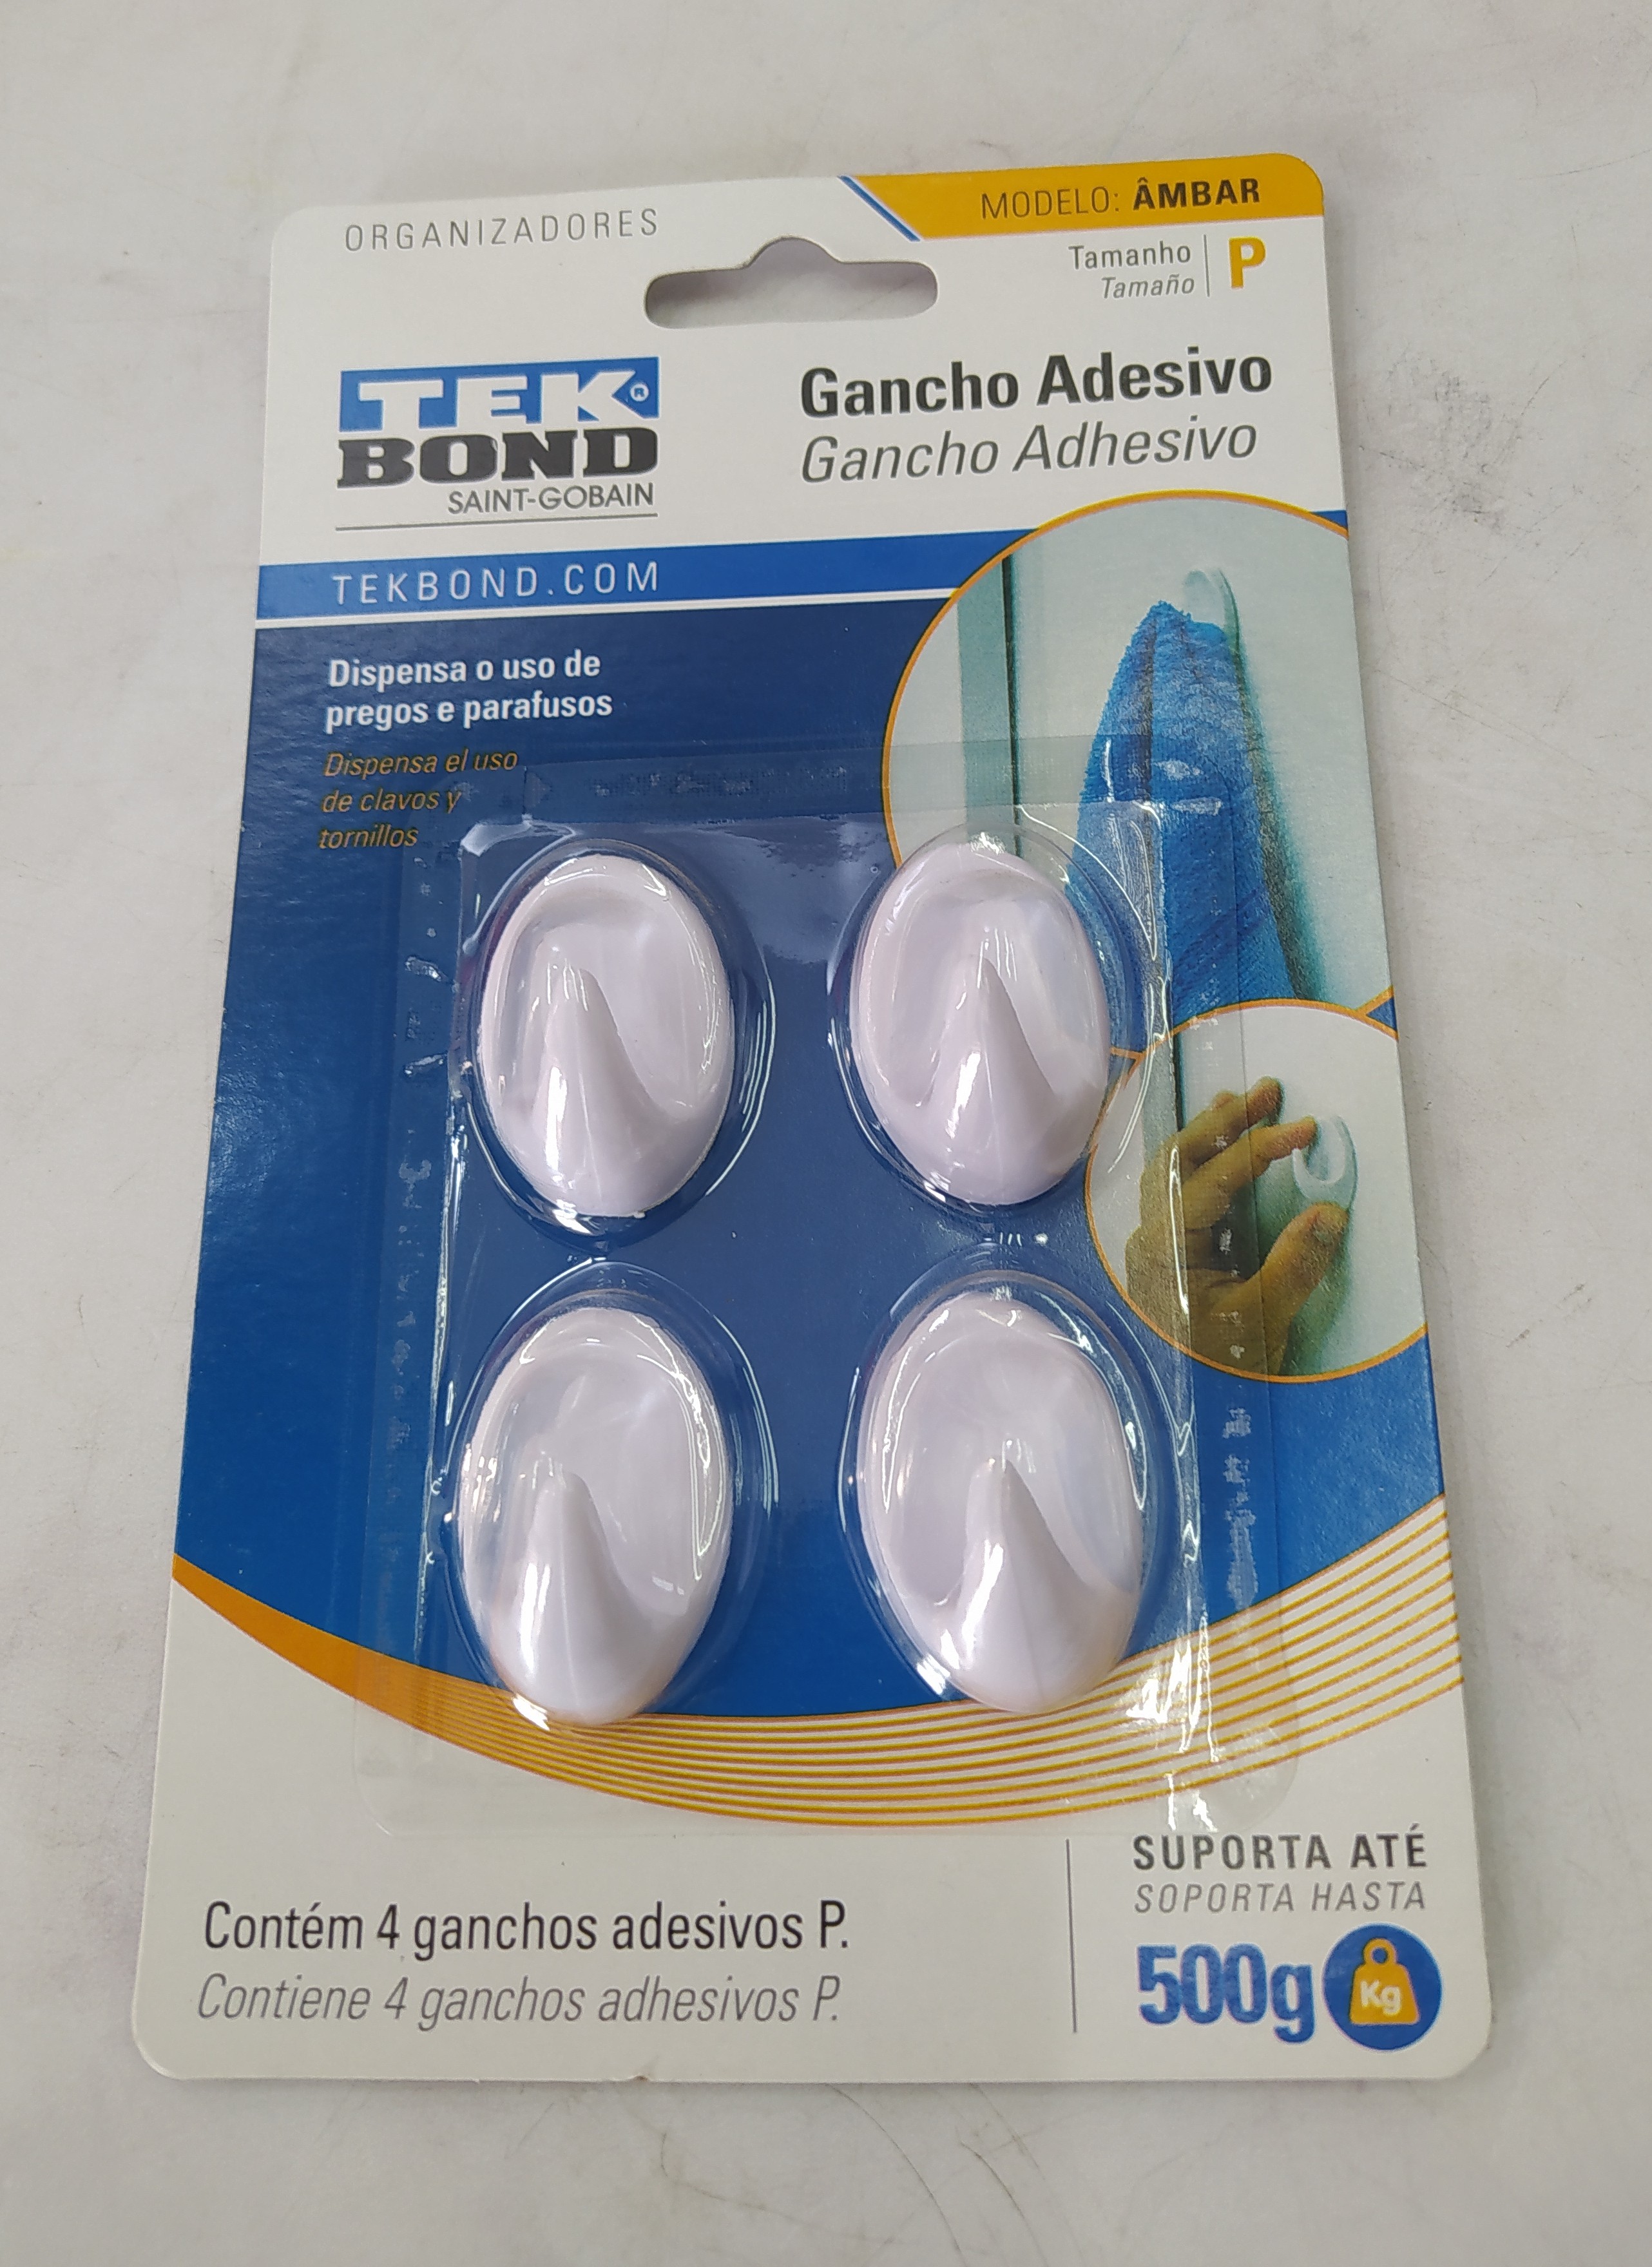 ORGANIZADORES
MODELO: ÂMBAR
Tamanho
Tamaño
P
TEK®
BOND
SAINT-GOBAIN
Gancho Adesivo
Gancho Adhesivo
TEKBOND.COM
Dispensa o uso de
pregos e parafusos
Dispensa el uso
de clavos y
tornillos
Contém 4 ganchos adesivos P.
Contiene 4 ganchos adhesivos P.
SUPORTA ATÉ
SOPORTA HASTA
500g
Kg